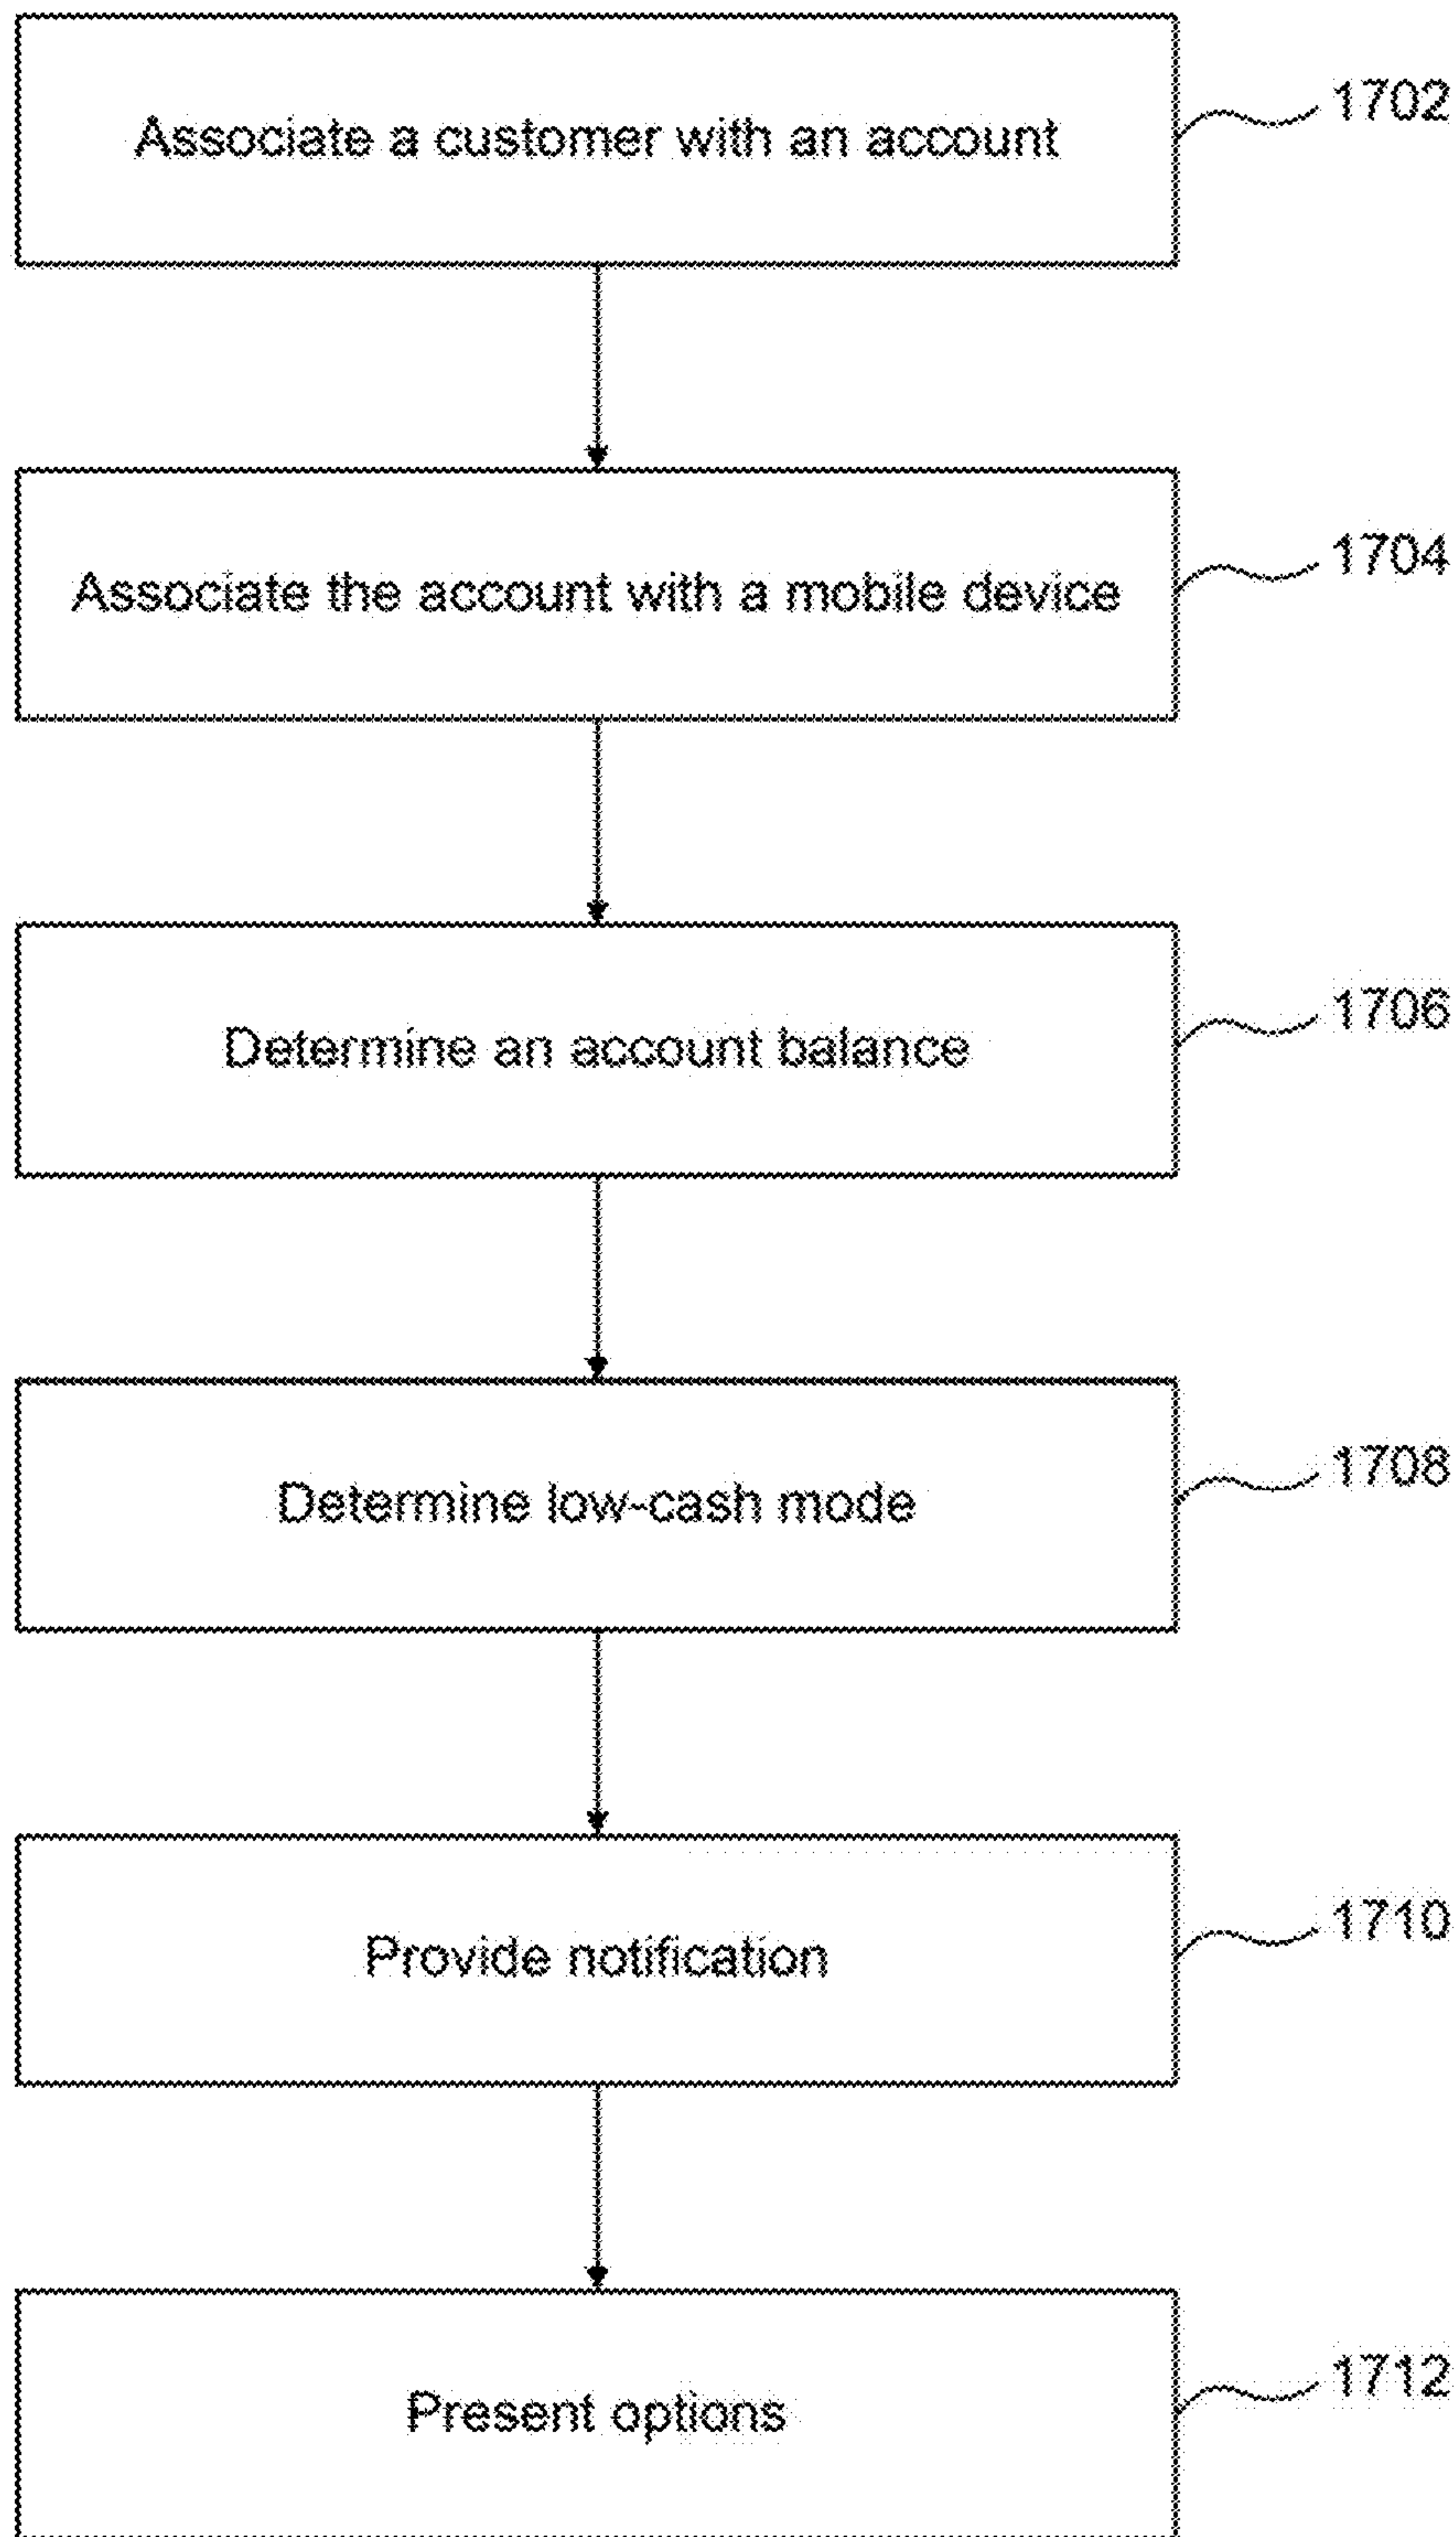 Associate a customer with an account
1702
Associate the account with a mobile device
1704
Determine an account balance
1706
Determine low-cash mode
1708
Provide notification
1710
Present options
1712